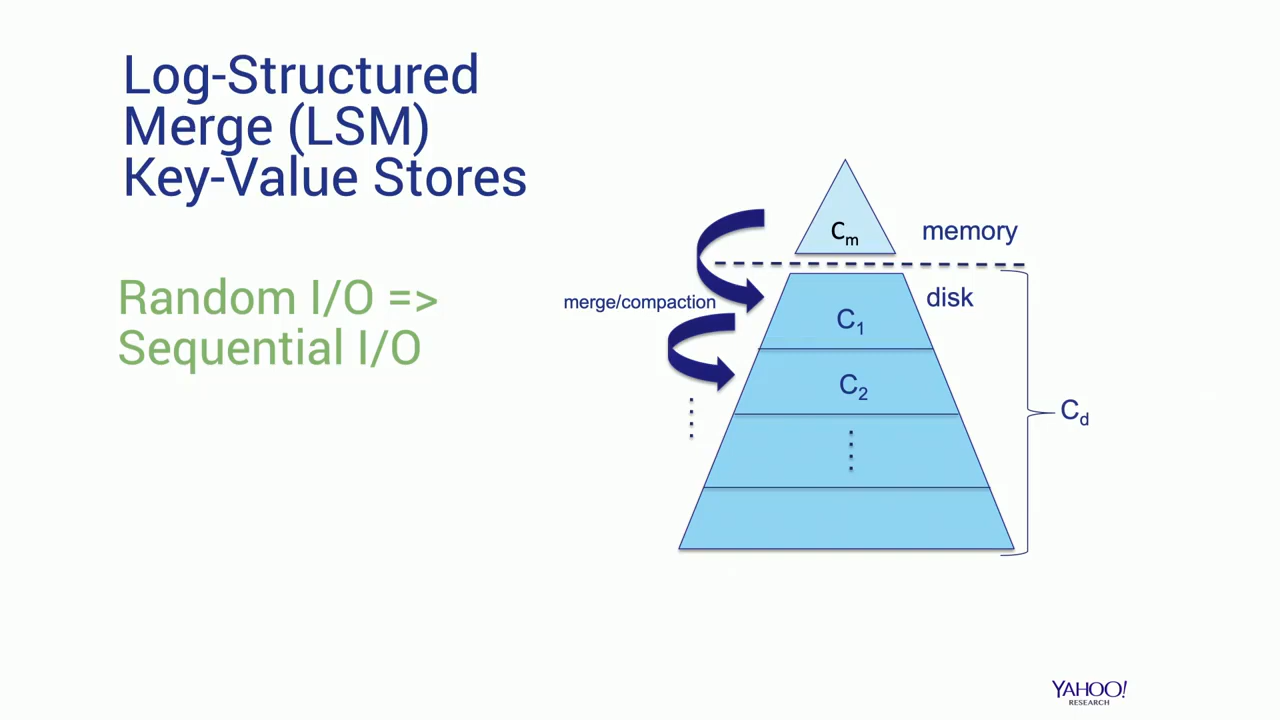 Log-Structured
Merge (LSM)
Key-Value Stores
Random I/O =>
Sequential I/O
Cm
memory
disk
merge/compaction
C1
C2
Cd
YAHOO!
RESEARCH